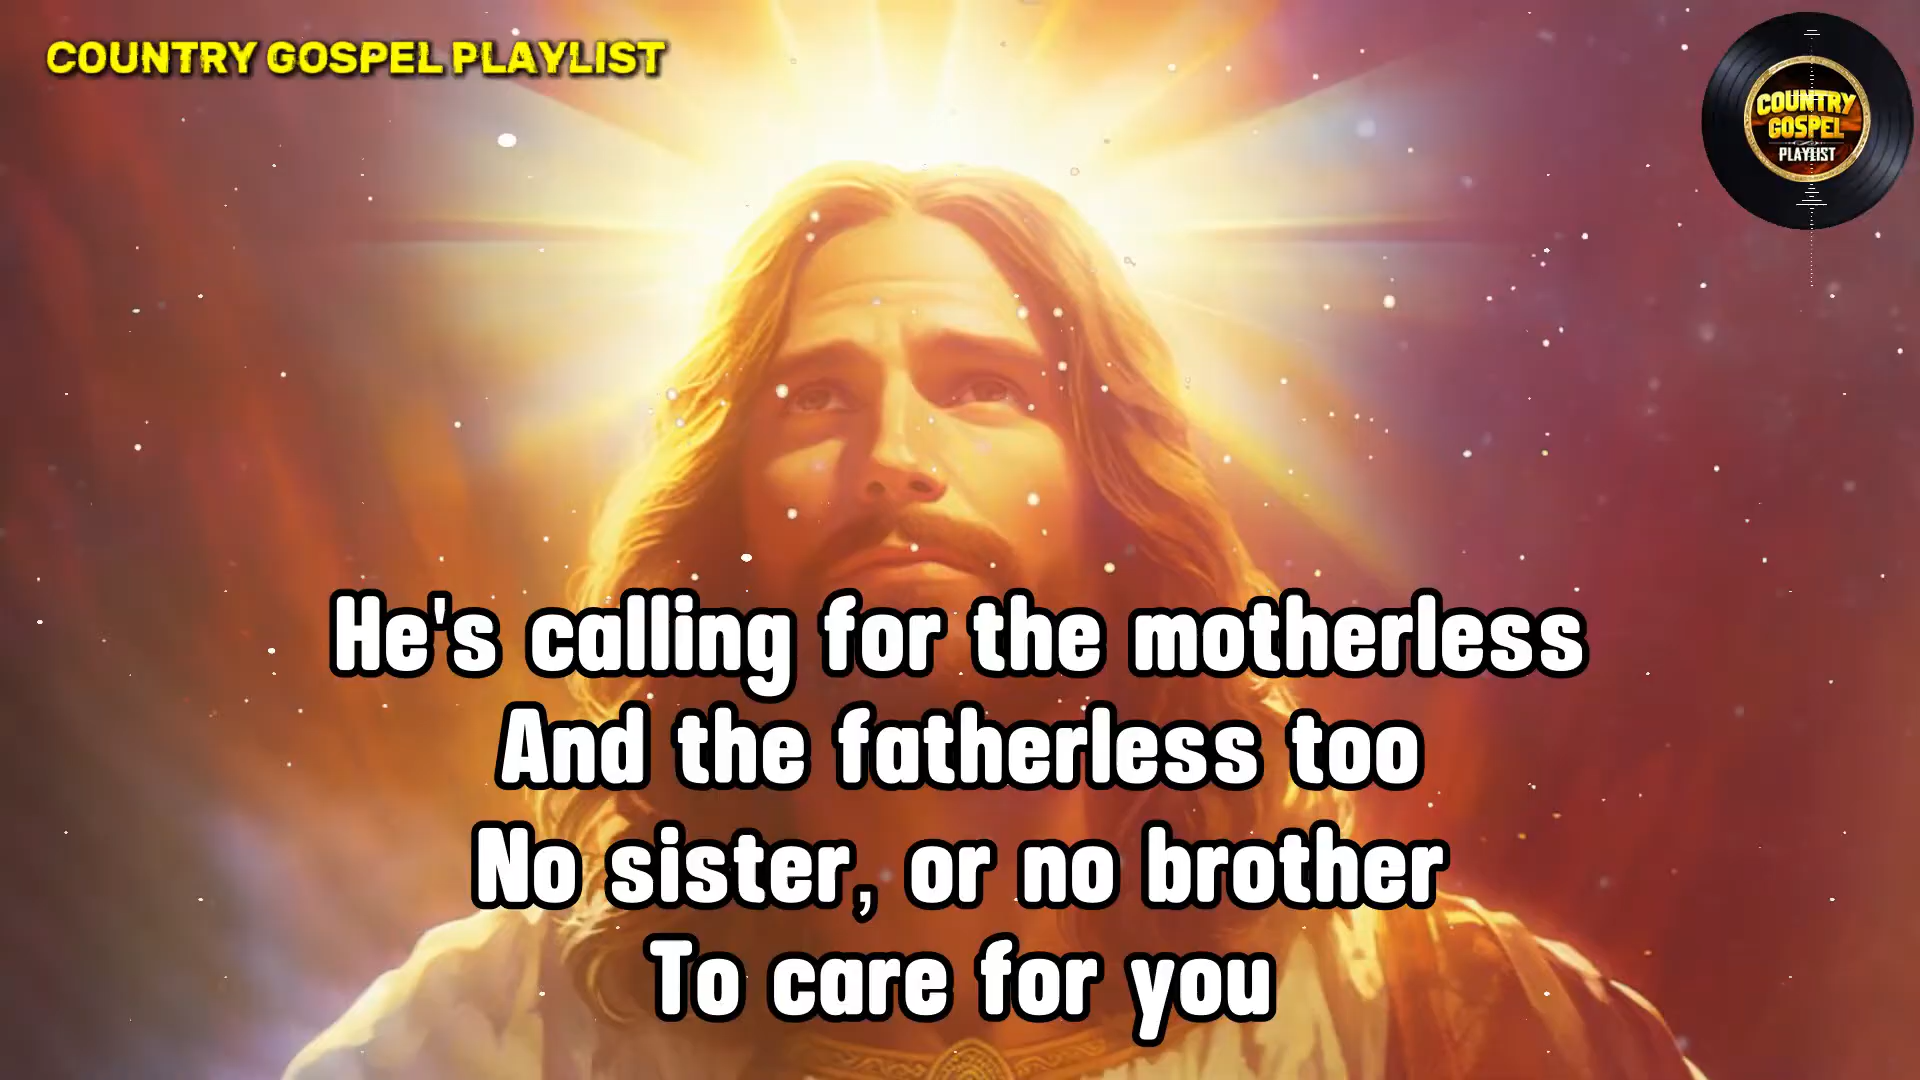 COUNTRY GOSPEL PLAYLIST
COUNTRY
GOSPEL
PLAYLIST
He's calling for the motherless
And the fatherless too
No sister, or no brother
To care for you